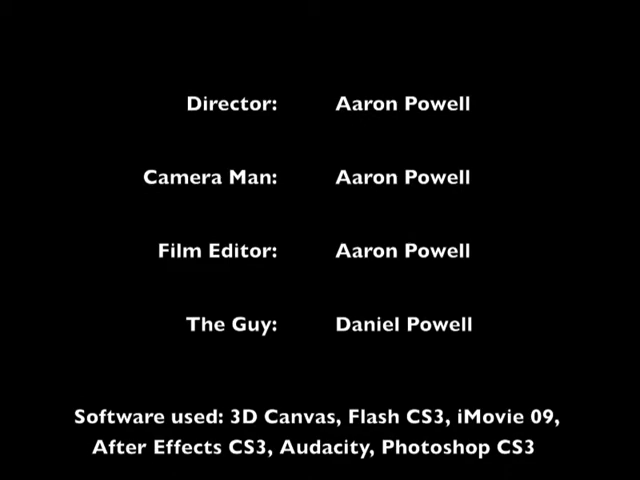 Director: Aaron Powell
Camera Man: Aaron Powell
Film Editor: Aaron Powell
The Guy: Daniel Powell
Software used: 3D Canvas, Flash CS3, iMovie 09,
After Effects CS3, Audacity, Photoshop CS3